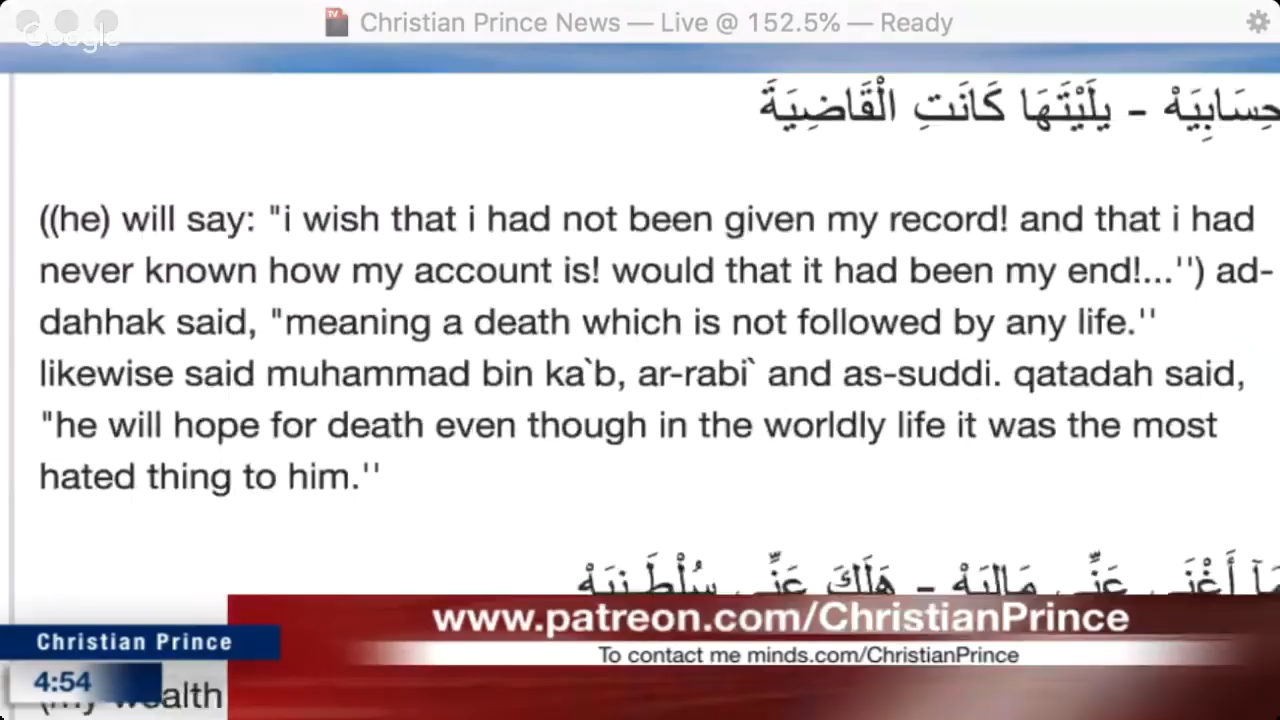 Christian Prince News — Live @ 152.5% — Ready
Google
حِسَابِيَهْ - يلَيْتَهَا كَانَتِ الْقَاضِيَةَ
((he) will say: "i wish that i had not been given my record! and that i had
never known how my account is! would that it had been my end!...'') ad-
dahhak said, "meaning a death which is not followed by any life.''
likewise said muhammad bin ka`b, ar-rabi` and as-suddi. qatadah said,
"he will hope for death even though in the worldly life it was the most
hated thing to him.''
مَآ أَغْنَى عَنِّى مَالِيَهْ - هَلَكَ عَنِّى سُلْطَـنِيَهْ
www.patreon.com/ChristianPrince
To contact me minds.com/ChristianPrince
Christian Prince
4:54
(my wealth